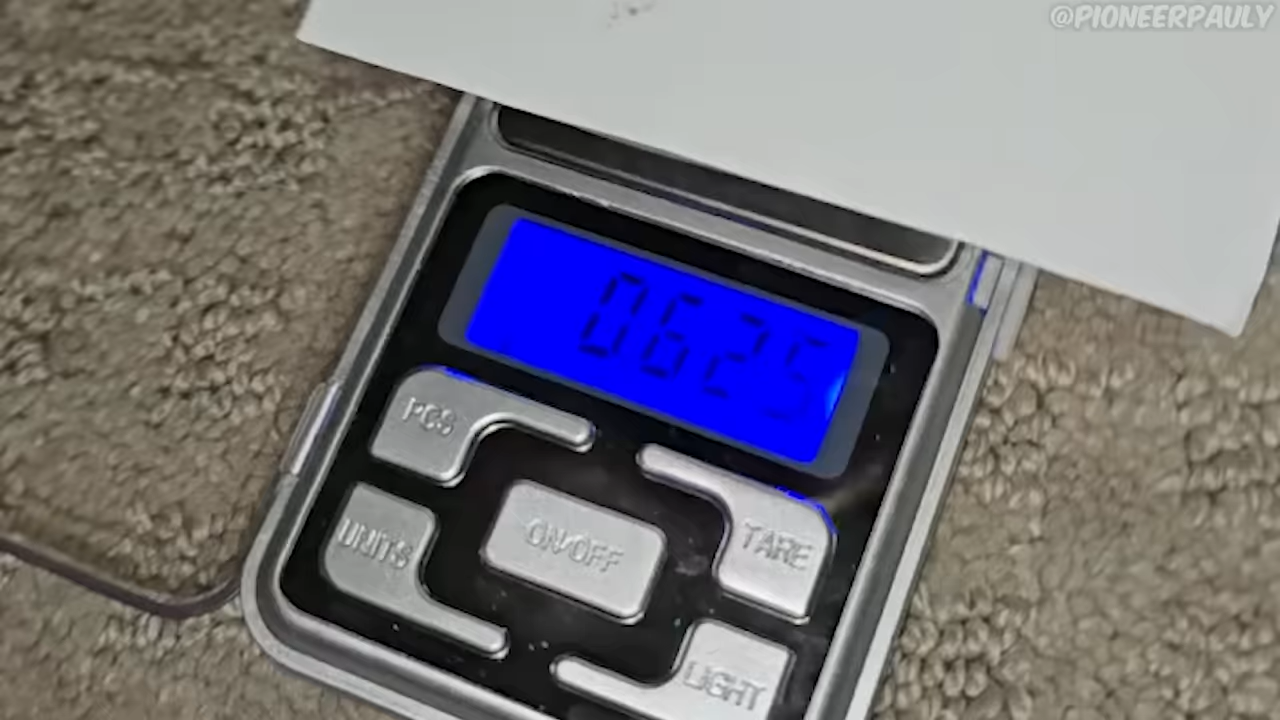 @PIONEERPAULY
0625
PCS
TARE
UNITS
ON/OFF
LIGHT